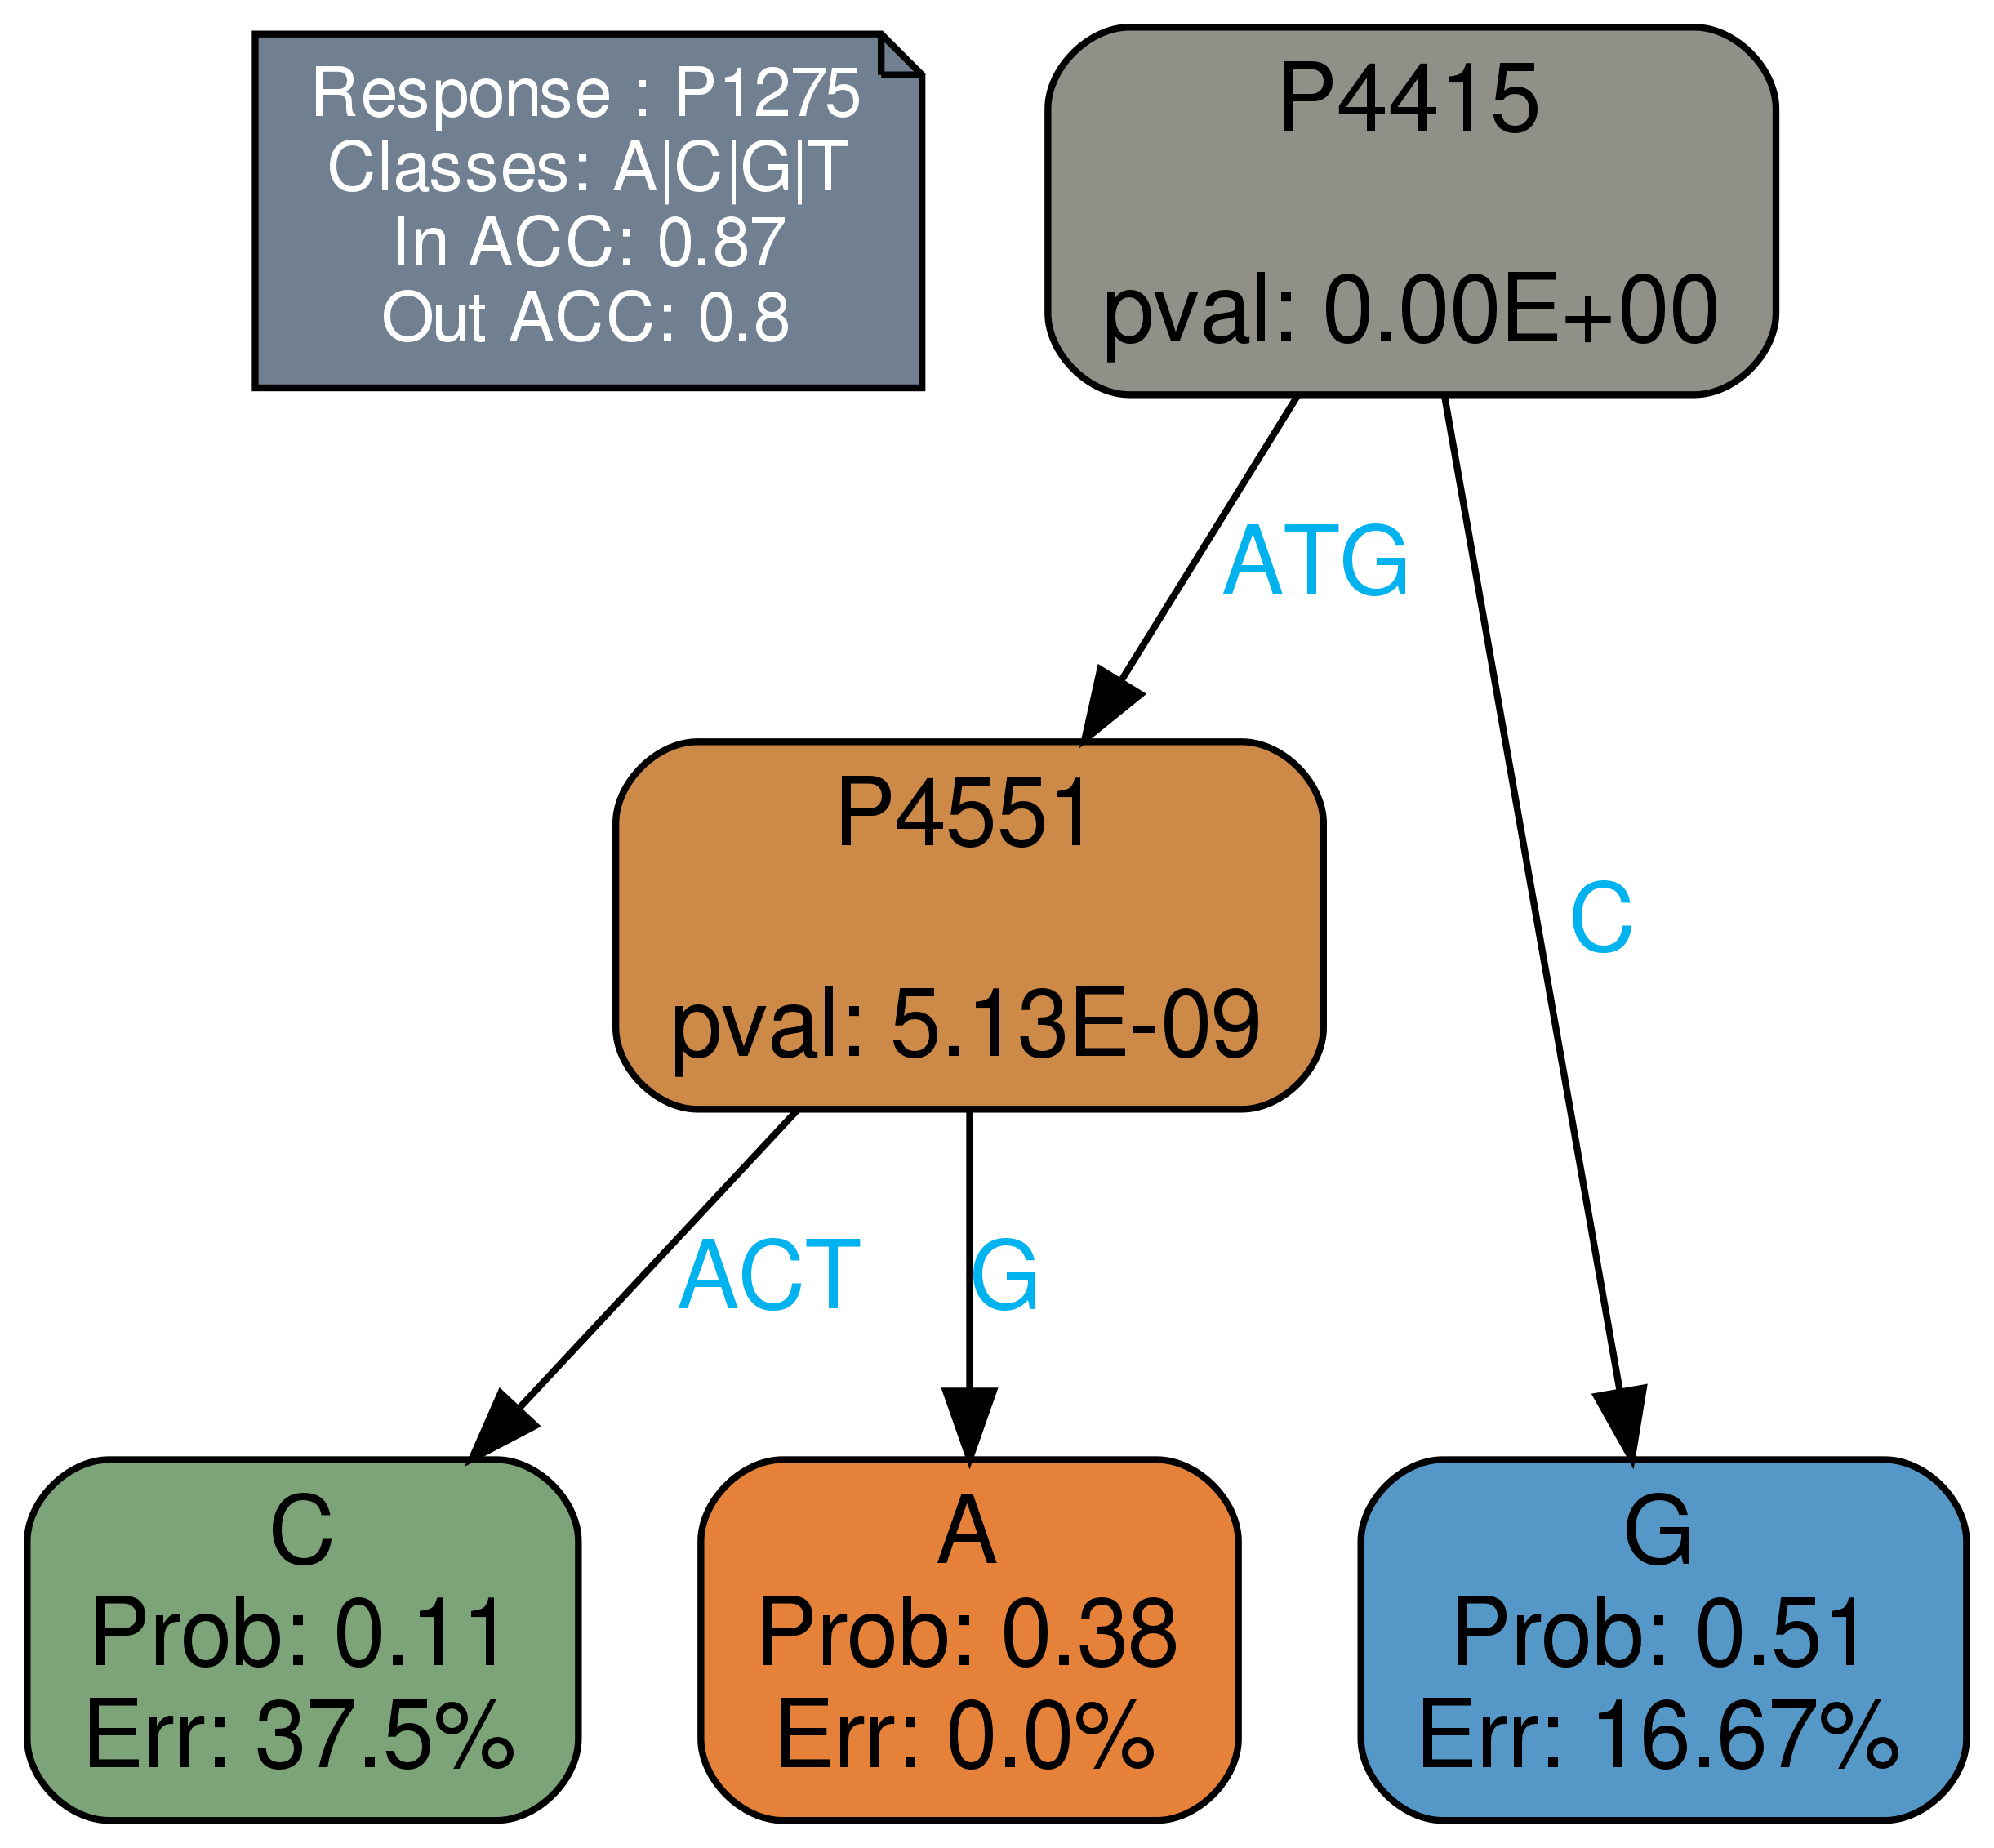 Response : P1275
Classes: A|C|G|T
In ACC: 0.87
Out ACC: 0.8
P4415
pval: 0.00E+00
ATG
C
P4551
pval: 5.13E-09
ACT
G
C
Prob: 0.11
Err: 37.5%
A
Prob: 0.38
Err: 0.0%
G
Prob: 0.51
Err: 16.67%